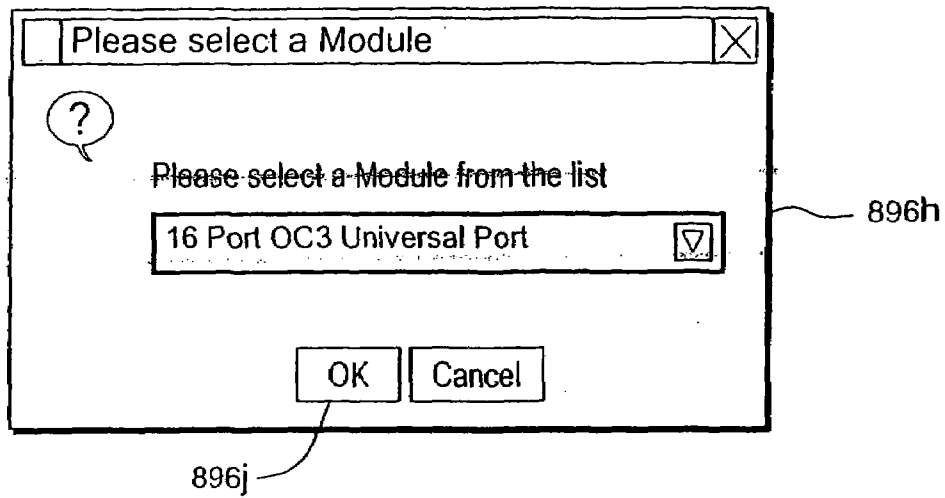 Please select a Module
?
Please select a Module from the list
16 Port OC3 Universal Port
896h
OK Cancel
896j